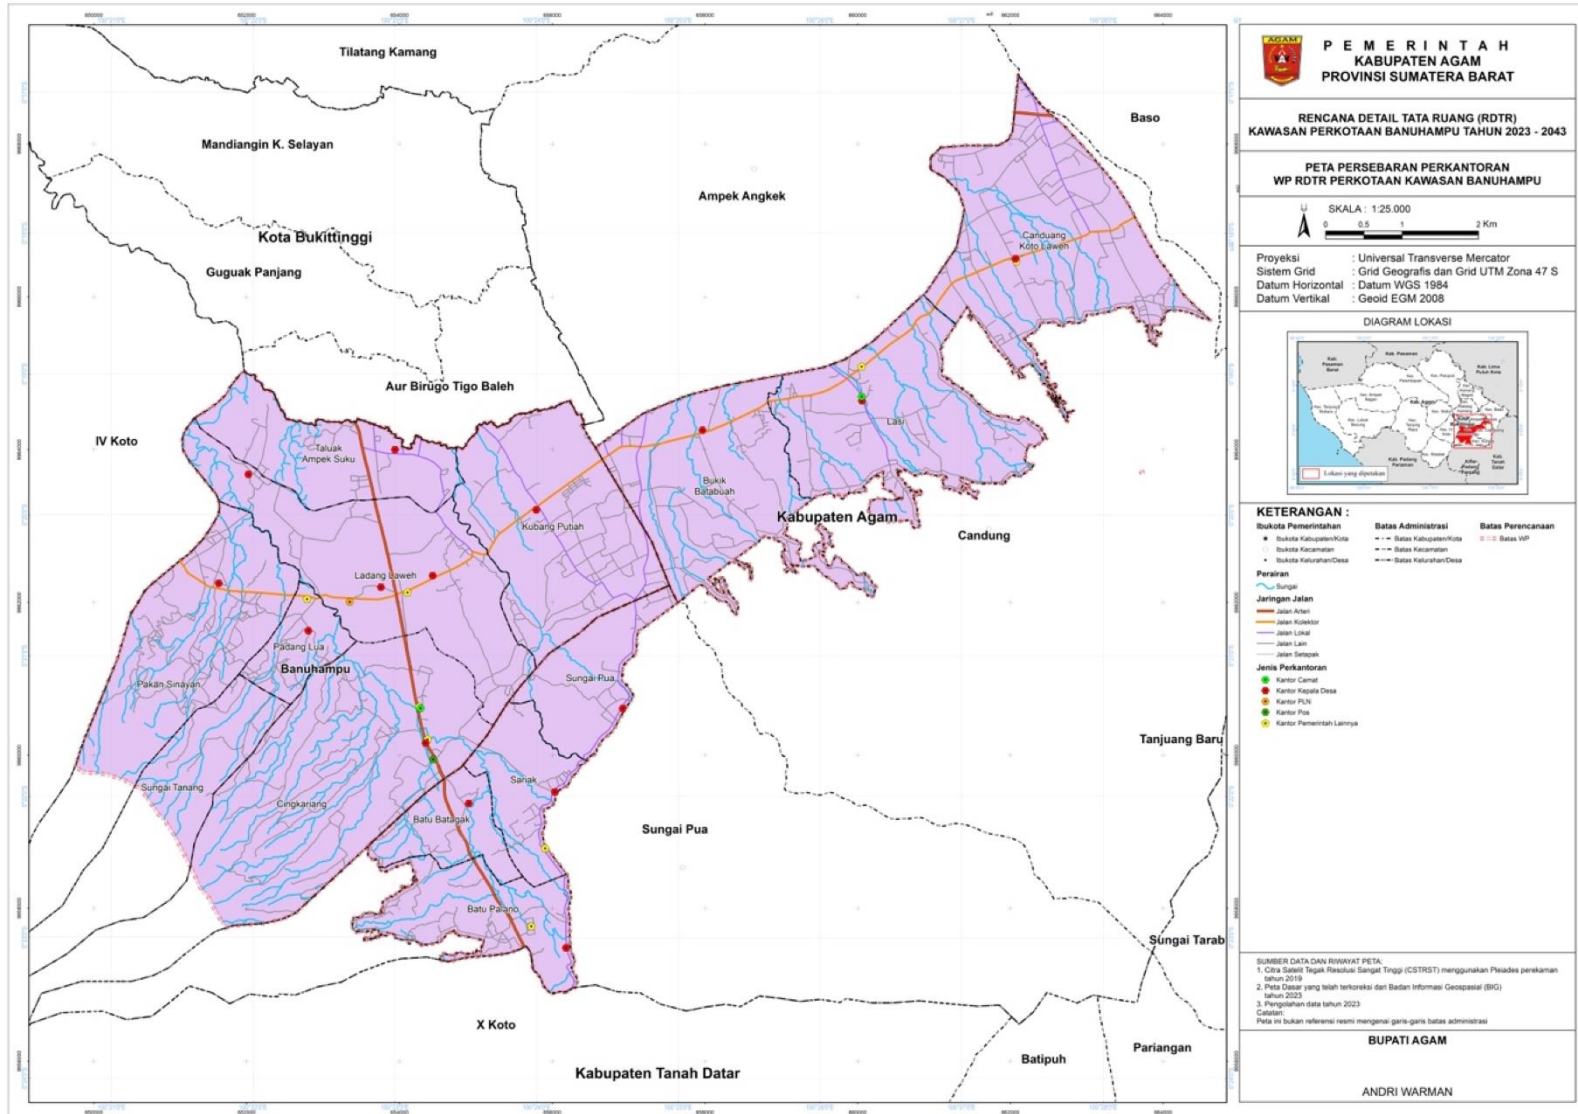 Tilatang Kamang
Mandiangin K. Selayan
Kota Bukittinggi
Guguak Panjang
Aur Birugo Tigo Baleh
IV Koto
Ampek Angkek
Baso
Canduang
Koto Laweh
Taluak
Ampek Suku
Lasi
Bukik
Batabuah
Kabupaten Agam
Candung
Kubang Putiah
Ladang Laweh
Padang Lua
Banuhampu
Pakan Sinayan
Sungai Pua
Sungai Tanang
Cingkariang
Sariak
Batu Batagak
Tanjuang Baru
Sungai Pua
Batu Palano
Sungai Tarab
X Koto
Batipuh
Pariangan
Kabupaten Tanah Datar
AGAM
PEMERINTAH
KABUPATEN AGAM
PROVINSI SUMATERA BARAT
RENCANA DETAIL TATA RUANG (RDTR)
KAWASAN PERKOTAAN BANUHAMPU TAHUN 2023 - 2043
PETA PERSEBARAN PERKANTORAN
WP RDTR PERKOTAAN KAWASAN BANUHAMPU
SKALA : 1:25.000
0 0.5 1 2 Km
Proyeksi : Universal Transverse Mercator
Sistem Grid : Grid Geografis dan Grid UTM Zona 47 S
Datum Horizontal : Datum WGS 1984
Datum Vertikal : Geoid EGM 2008
DIAGRAM LOKASI
Lokasi yang dipetakan
KETERANGAN :
Ibukota Pemerintahan
Ibukota Kabupaten/Kota
Ibukota Kecamatan
Ibukota Kelurahan/Desa
Batas Administrasi
Batas Kabupaten/Kota
Batas Kecamatan
Batas Kelurahan/Desa
Batas Perencanaan
Batas WP
Perairan
Sungai
Jaringan Jalan
Jalan Arteri
Jalan Kolektor
Jalan Lokal
Jalan Lain
Jalan Setapak
Jenis Perkantoran
Kantor Camat
Kantor Kepala Desa
Kantor PLN
Kantor Pos
Kantor Pemerintah Lainnya
SUMBER DATA DAN RIWAYAT PETA:
1. Citra Satelit Tegak Resolusi Sangat Tinggi (CSTRST) menggunakan Pleiades perekaman
tahun 2019
2. Peta Dasar yang telah terkoreksi dari Badan Informasi Geospasial (BIG)
tahun 2023
3. Pengolahan data tahun 2023
Catatan:
Peta ini bukan referensi resmi mengenai garis-garis batas administrasi
BUPATI AGAM
ANDRI WARMAN